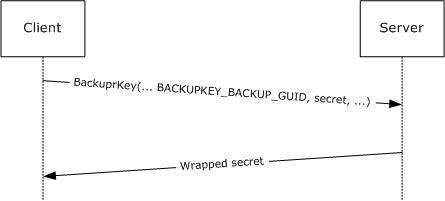 Client
Server
BackuprKey(... BACKUPKEY_BACKUP_GUID, secret, ...)
Wrapped secret